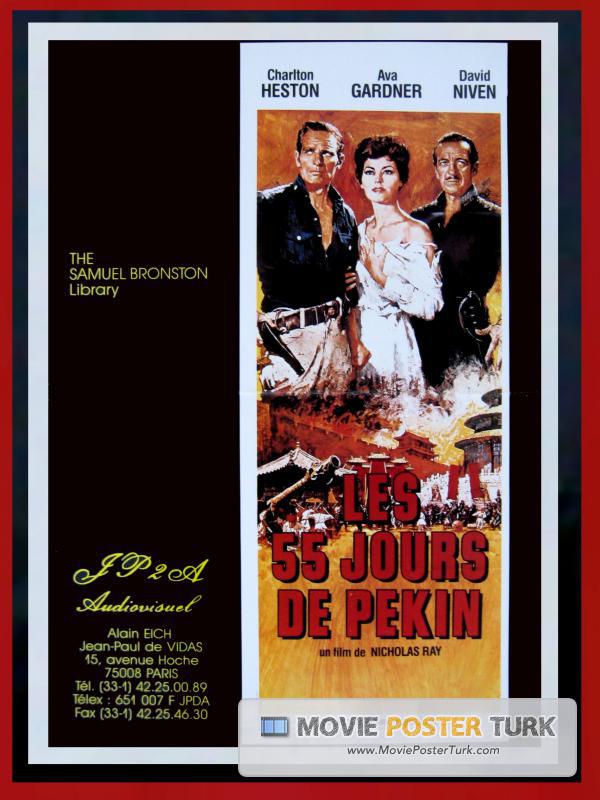 Charlton HESTON
Ava GARDNER
David NIVEN
THE
SAMUEL BRONSTON
Library
LES
55 JOURS
DE PEKIN
un film de NICHOLAS RAY
JP2A
Audiovisuel
Alain EICH
Jean-Paul de VIDAS
15, avenue Hoche
75008 PARIS
Tél. (33-1) 42.25.00.89
Télex : 651 007 F JPDA
Fax (33-1) 42.25.46.30
MOVIE POSTER TURK
www.MoviePosterTurk.com